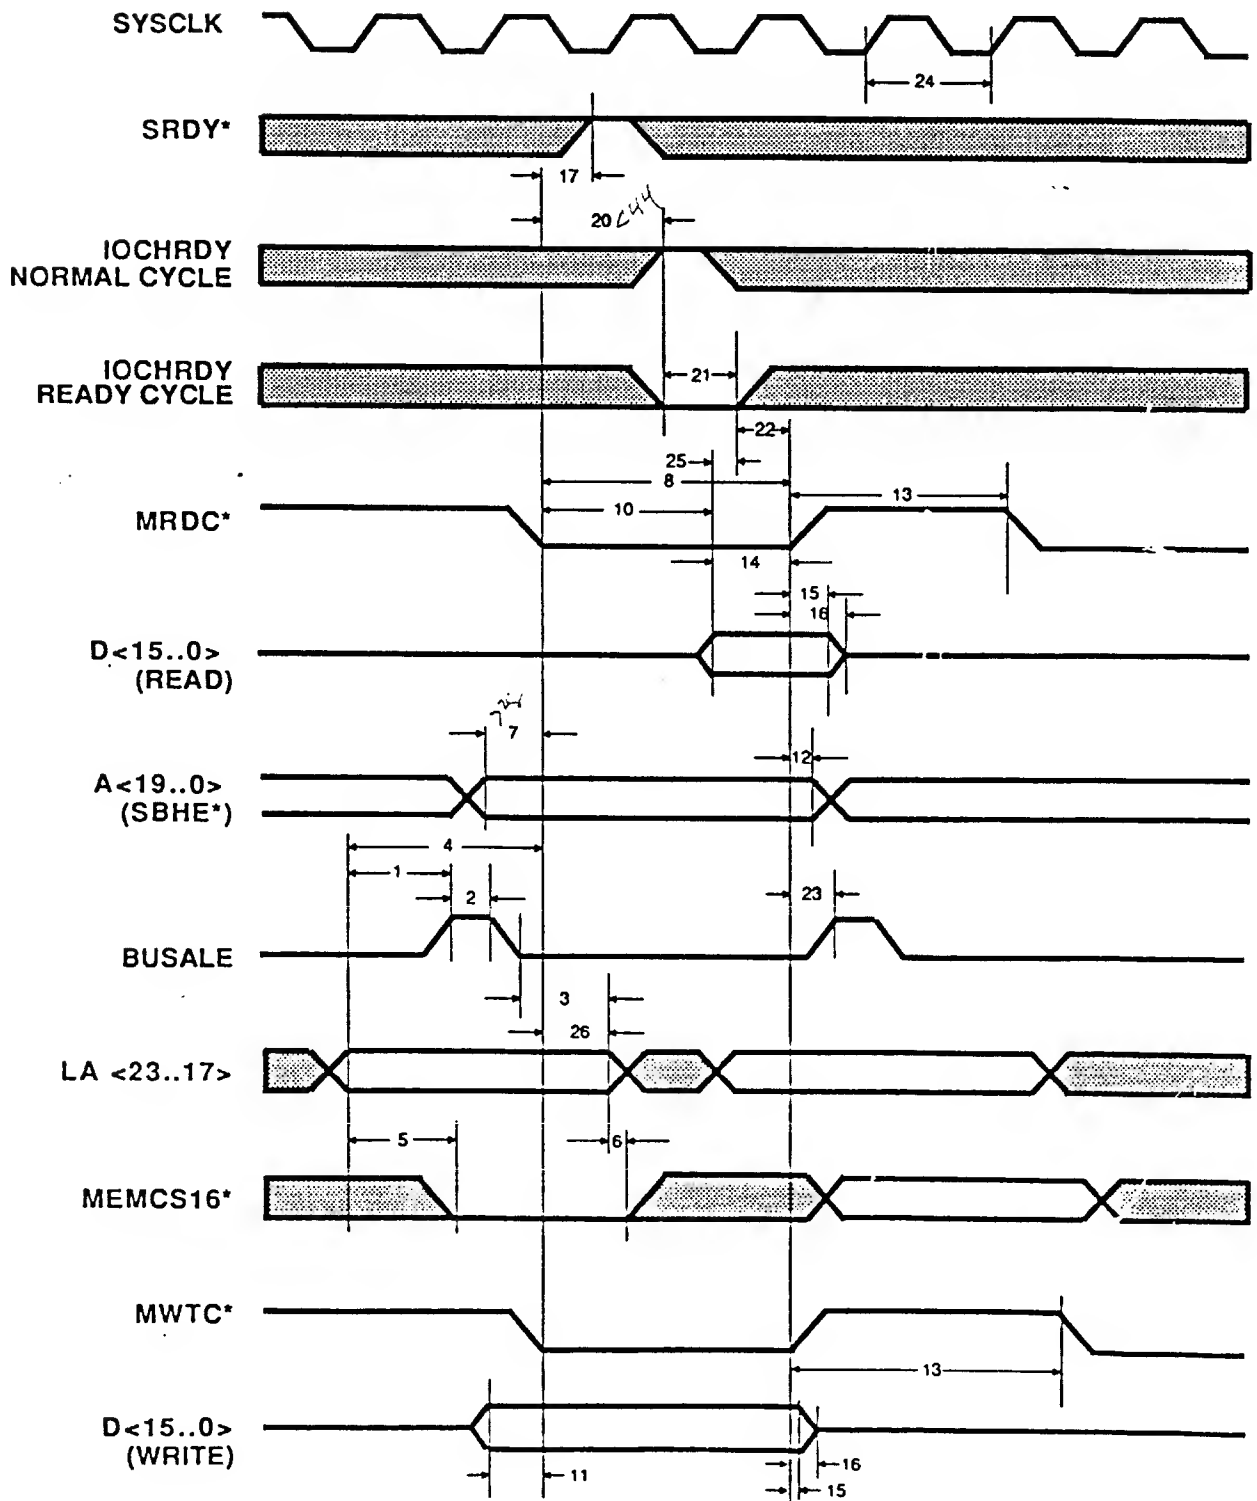 SYSCLK
24
SRDY*
17
20 <44
IOCHRDY
NORMAL CYCLE
IOCHRDY
READY CYCLE
21
22
25
8
13
MRDC*
10
14
15
16
D<15..0>
(READ)
7
12
A<19..0>
(SBHE*)
4
1
2
23
BUSALE
3
26
LA <23..17>
5
6
MEMCS16*
MWTC*
13
D<15..0>
(WRITE)
11
16
15